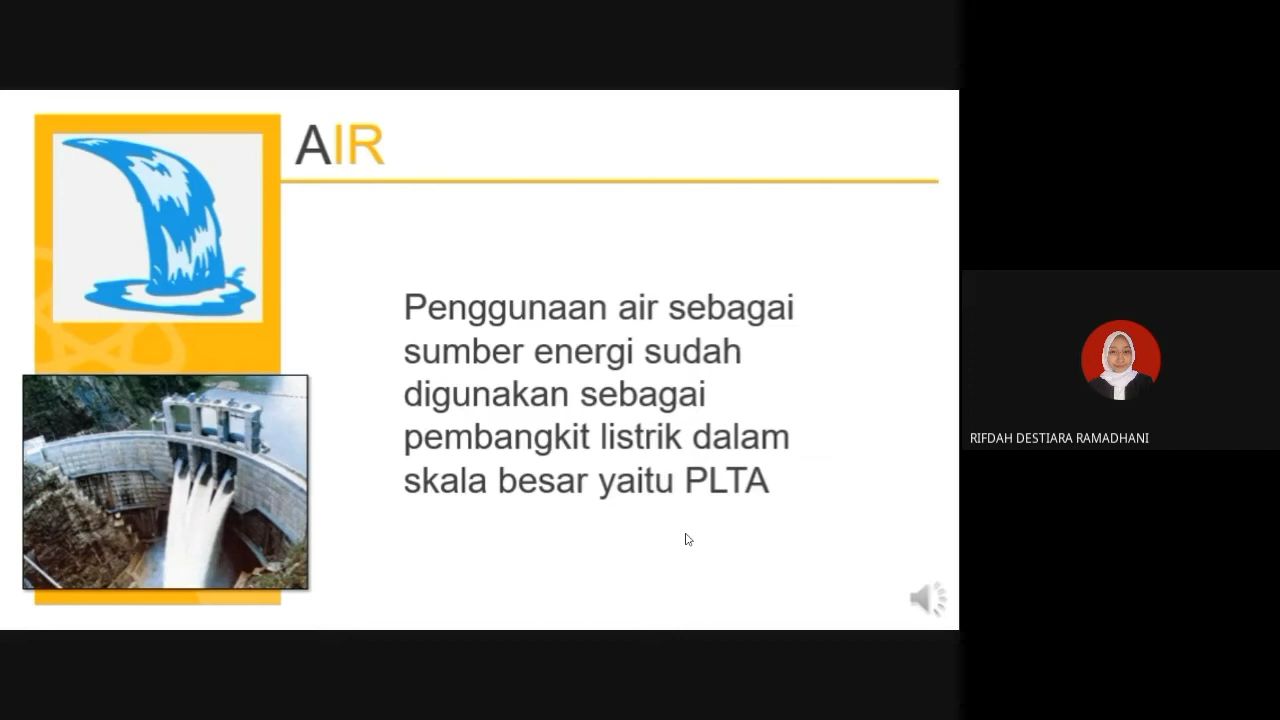 AIR
Penggunaan air sebagai
sumber energi sudah
digunakan sebagai
pembangkit listrik dalam
skala besar yaitu PLTA
RIFDAH DESTIARA RAMADHANI